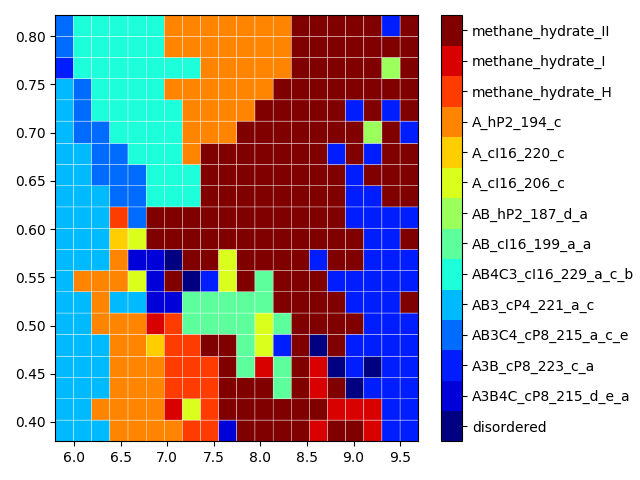 0.80
0.75
0.70
0.65
0.60
0.55
0.50
0.45
0.40
6.0 6.5 7.0 7.5 8.0 8.5 9.0 9.5
methane_hydrate_II
methane_hydrate_I
methane_hydrate_H
A_hP2_194_c
A_cI16_220_c
A_cI16_206_c
AB_hP2_187_d_a
AB_cI16_199_a_a
AB4C3_cI16_229_a_c_b
AB3_cP4_221_a_c
AB3C4_cP8_215_a_c_e
A3B_cP8_223_c_a
A3B4C_cP8_215_d_e_a
disordered